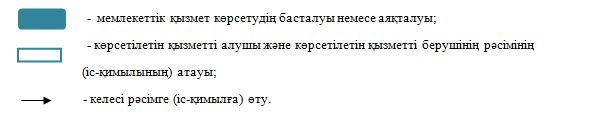 - мемлекеттік қызмет көрсетудің басталуы немесе аяқталуы;
- көрсетілетін қызметті алушы және көрсетілетін қызметті берушінің рәсімінің
(іс-қимылының) атауы;
- келесі рәсімге (іс-қимылға) өту.